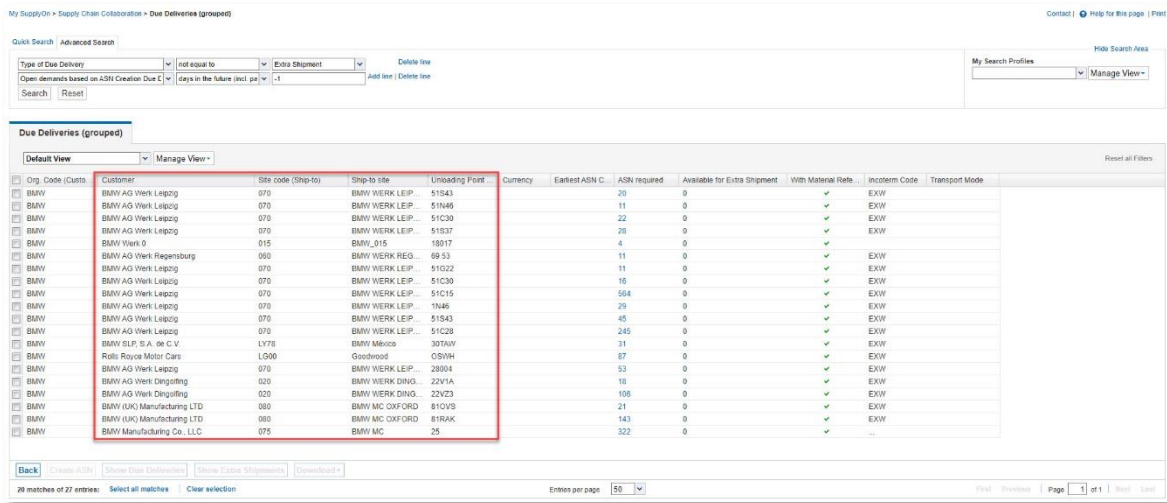 My SupplyOn > Supply Chain Collaboration > Due Deliveries (grouped) Contact | Help for this page | Print
Quick Search Advanced Search Hide Search Area
Type of Due Delivery not equal to Extra Shipment Delete line My Search Profiles
Open demands based on ASN Creation Due D days in the future (incl. pa -1 Add line | Delete line Manage View
Search Reset
Due Deliveries (grouped)
Default View Manage View Reset all Filters
Org. Code (Custo. Customer Site code (Ship-to) Ship-to site Unloading Point ... Currency Earliest ASN C... ASN required Available for Extra Shipment With Material Refe... Incoterm Code Transport Mode
BMW BMW AG Werk Leipzig 070 BMW WERK LEIP... 51S43 20 0 EXW
BMW BMW AG Werk Leipzig 070 BMW WERK LEIP... 51N46 11 0 EXW
BMW BMW AG Werk Leipzig 070 BMW WERK LEIP... 51C30 22 0 EXW
BMW BMW AG Werk Leipzig 070 BMW WERK LEIP... 51S37 28 0 EXW
BMW BMW Werk 0 015 BMW_015 18017 4 0
BMW BMW AG Werk Regensburg 060 BMW WERK REG... 69 53 11 0 EXW
BMW BMW AG Werk Leipzig 070 BMW WERK LEIP... 51G22 11 0 EXW
BMW BMW AG Werk Leipzig 070 BMW WERK LEIP... 51C30 16 0 EXW
BMW BMW AG Werk Leipzig 070 BMW WERK LEIP... 51C15 564 0 EXW
BMW BMW AG Werk Leipzig 070 BMW WERK LEIP... 1N46 29 0 EXW
BMW BMW AG Werk Leipzig 070 BMW WERK LEIP... 51S43 45 0 EXW
BMW BMW AG Werk Leipzig 070 BMW WERK LEIP... 51C28 245 0 EXW
BMW BMW SLP, S.A. de C.V. LY78 BMW México 30TAW 31 0 EXW
BMW Rolls Royce Motor Cars LG00 Goodwood OSWH 87 0 EXW
BMW BMW AG Werk Leipzig 070 BMW WERK LEIP... 28004 53 0 EXW
BMW BMW AG Werk Dingolfing 020 BMW WERK DING... 22V1A 18 0 EXW
BMW BMW AG Werk Dingolfing 020 BMW WERK DING... 22VZ3 106 0 EXW
BMW BMW (UK) Manufacturing LTD 080 BMW MC OXFORD 81OVS 21 0 EXW
BMW BMW (UK) Manufacturing LTD 080 BMW MC OXFORD 81RAK 143 0 EXW
BMW BMW Manufacturing Co., LLC 075 BMW MC 25 322 0 ...
Back Create ASN Show Due Deliveries Show Extra Shipments Download
20 matches of 27 entries: Select all matches Clear selection Entries per page 50 First Previous Page 1 of 1 Next Last